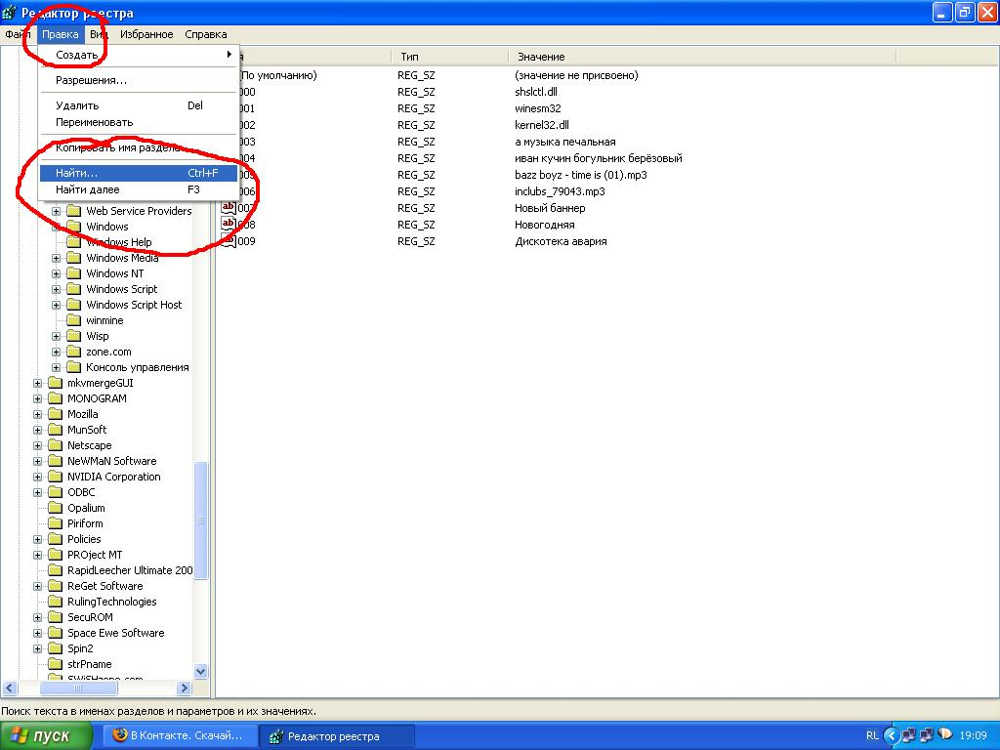 Редактор реестра
Файл Правка Вид Избранное Справка
Создать
Разрешения...
Удалить Del
Переименовать
Копировать имя раздела
Найти... Ctrl+F
Найти далее F3
Web Service Providers
Windows
Windows Help
Windows Media
Windows NT
Windows Script
Windows Script Host
winmine
Wisp
zone.com
Консоль управления
mkvmergeGUI
MONOGRAM
Mozilla
MunSoft
Netscape
NeWMaN Software
NVIDIA Corporation
ODBC
Opalium
Piriform
Policies
PROject MT
RapidLeecher Ultimate 200
ReGet Software
RulingTechnologies
SecuROM
Space Ewe Software
Spin2
strPname
SWiSHzone.com
я Тип Значение
По умолчанию) REG_SZ (значение не присвоено)
000 REG_SZ shslctl.dll
001 REG_SZ winesm32
002 REG_SZ kernel32.dll
003 REG_SZ а музыка печальная
004 REG_SZ иван кучин богульник берёзовый
005 REG_SZ bazz boyz - time is (01).mp3
006 REG_SZ inclubs_79043.mp3
007 REG_SZ Новый баннер
008 REG_SZ Новогодняя
009 REG_SZ Дискотека авария
Поиск текста в именах разделов и параметров и их значениях.
пуск В Контакте. Скачай... Редактор реестра RL 19:09